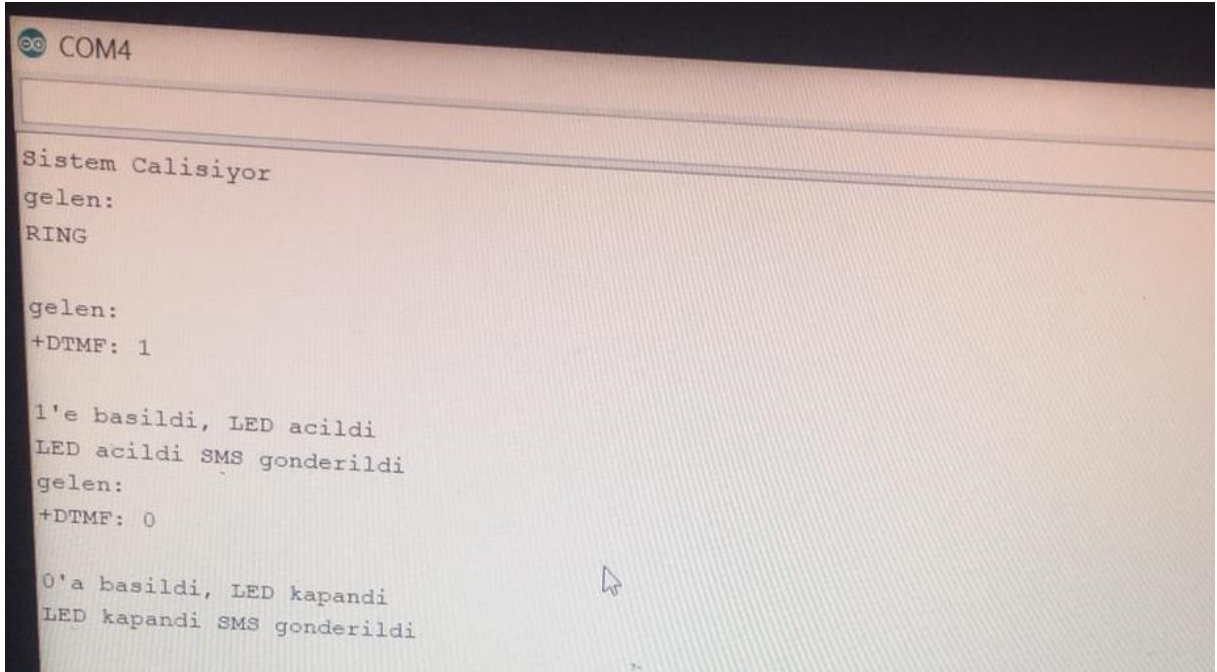 COM4
Sistem Calisiyor
gelen:
RING
gelen:
+DTMF: 1
1'e basildi, LED acildi
LED acildi SMS gonderildi
gelen:
+DTMF: 0
0'a basildi, LED kapandi
LED kapandi SMS gonderildi